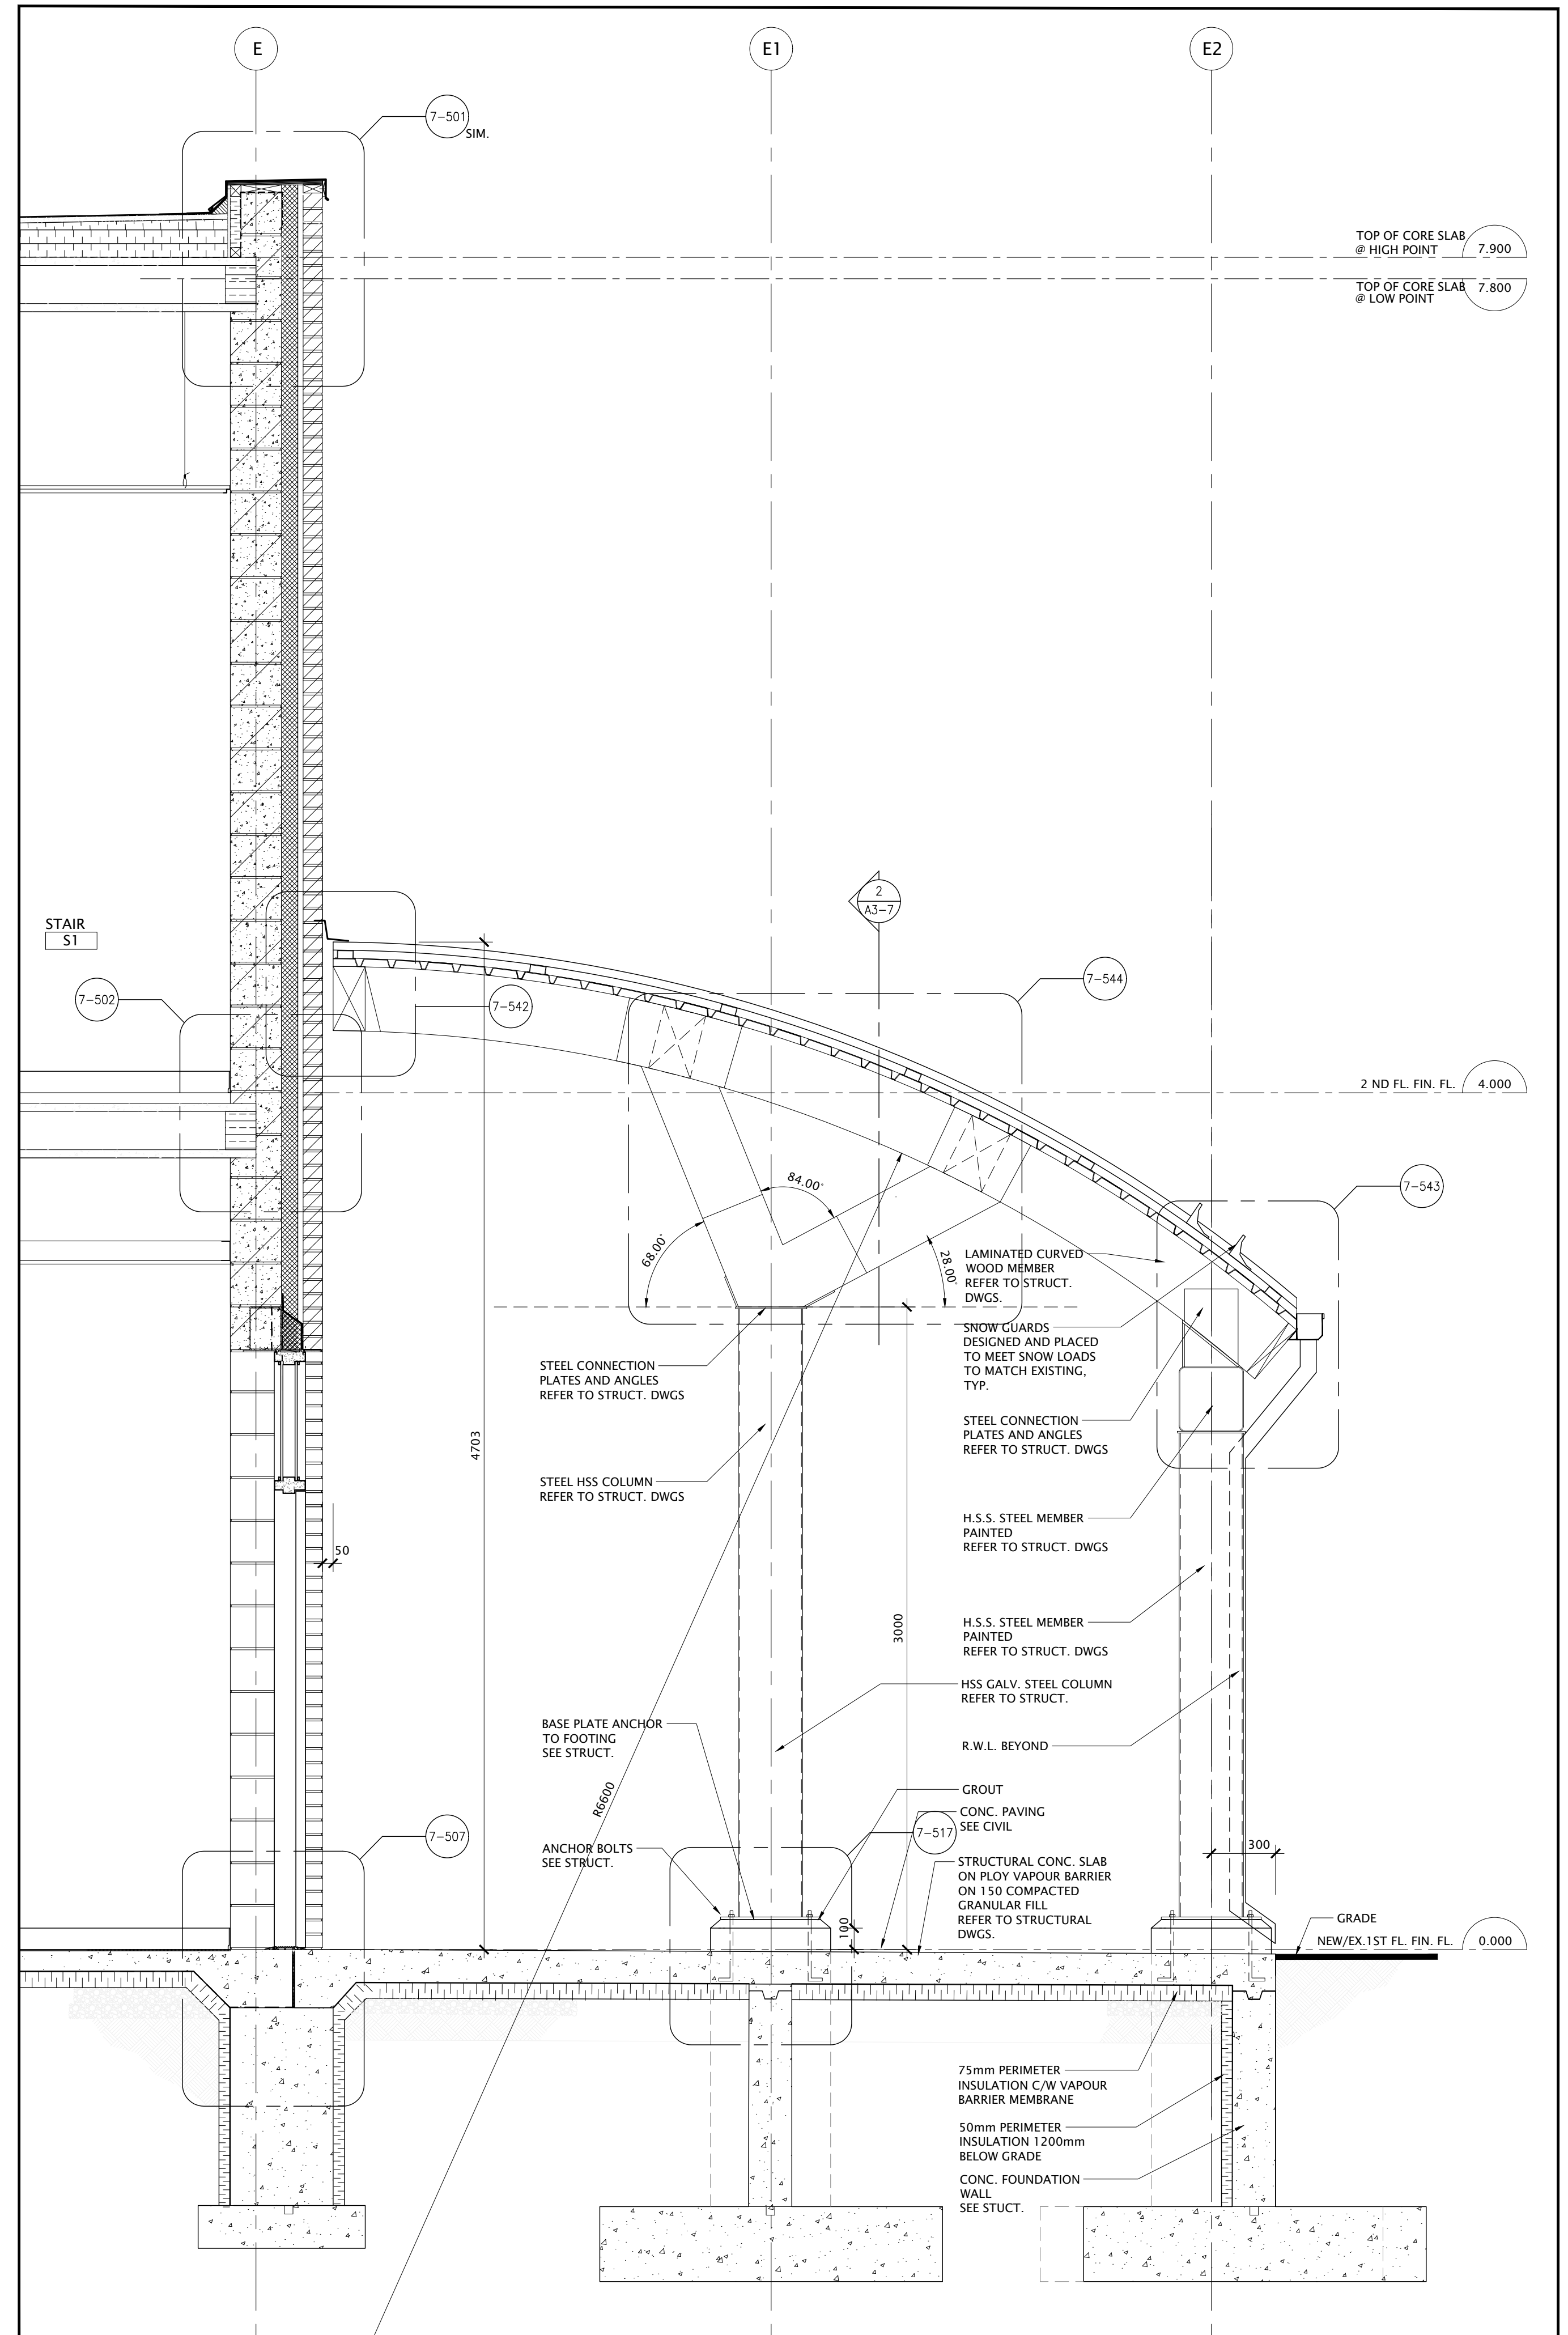 E
E1
E2
7-501
SIM.
TOP OF CORE SLAB
@ HIGH POINT
7.900
TOP OF CORE SLAB
@ LOW POINT
7.800
STAIR
S1
2
A3-7
7-502
7-542
7-544
2 ND FL. FIN. FL.
4.000
7-543
84.00°
68.00°
28.00°
LAMINATED CURVED
WOOD MEMBER
REFER TO STRUCT.
DWGS.
SNOW GUARDS
DESIGNED AND PLACED
TO MEET SNOW LOADS
TO MATCH EXISTING,
TYP.
STEEL CONNECTION
PLATES AND ANGLES
REFER TO STRUCT. DWGS
STEEL CONNECTION
PLATES AND ANGLES
REFER TO STRUCT. DWGS
4703
STEEL HSS COLUMN
REFER TO STRUCT. DWGS
H.S.S. STEEL MEMBER
PAINTED
REFER TO STRUCT. DWGS
50
3000
H.S.S. STEEL MEMBER
PAINTED
REFER TO STRUCT. DWGS
HSS GALV. STEEL COLUMN
REFER TO STRUCT.
BASE PLATE ANCHOR
TO FOOTING
SEE STRUCT.
R.W.L. BEYOND
R6600
GROUT
CONC. PAVING
SEE CIVIL
7-507
7-517
ANCHOR BOLTS
SEE STRUCT.
300
STRUCTURAL CONC. SLAB
ON PLOY VAPOUR BARRIER
ON 150 COMPACTED
GRANULAR FILL
REFER TO STRUCTURAL
DWGS.
100
GRADE
NEW/EX.1ST FL. FIN. FL.
0.000
75mm PERIMETER
INSULATION C/W VAPOUR
BARRIER MEMBRANE
50mm PERIMETER
INSULATION 1200mm
BELOW GRADE
CONC. FOUNDATION
WALL
SEE STUCT.